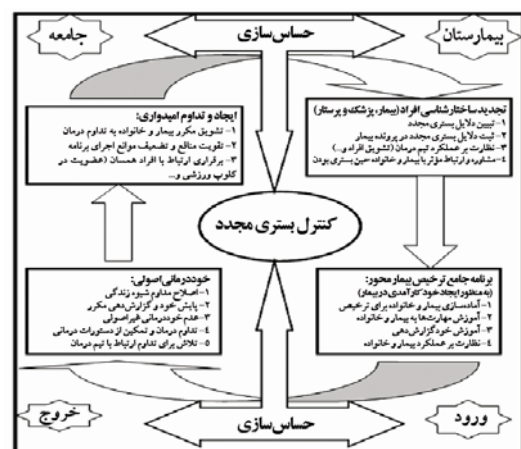 بیمارستان
حساس‌سازی
جامعه
تجدید ساختار شناسی افراد (بیمار، پزشک و پرستار)
۱- تبیین دلایل بستری مجدد
۲- ثبت دلایل بستری مجدد در پرونده بیمار
۳- نظارت بر عملکرد تیم درمان (تشویق افراد و...)
۴- مشاوره و ارتباط مؤثر با بیمار و خانواده حین بستری بودن
ایجاد و تداوم امیدواری:
۱- تشویق مکرر بیمار و خانواده به تداوم درمان
۲- تقویت منافع و تضعیف موانع اجرای برنامه
۳- برقراری ارتباط با افراد همسان (عضویت در
کلوپ ورزشی و...
کنترل بستری مجدد
برنامه جامع ترخیص بیمار محور:
(به منظور ایجاد خودکارآمدی در بیمار)
۱- آماده‌سازی بیمار و خانواده برای ترخیص
۲- آموزش مهارت‌ها به بیمار و خانواده
۳- آموزش خودگزارش‌دهی
۴- نظارت بر عملکرد بیمار و خانواده
خوددرمانی اصولی:
۱- اصلاح مداوم شیوه زندگی
۲- پایش خود و گزارش‌دهی مکرر
۳- عدم خوددرمانی غیراصولی
۴- تداوم درمان و تمکین از دستورات درمانی
۵- تلاش برای تداوم ارتباط با تیم درمان
ورود
حساس‌سازی
خروج